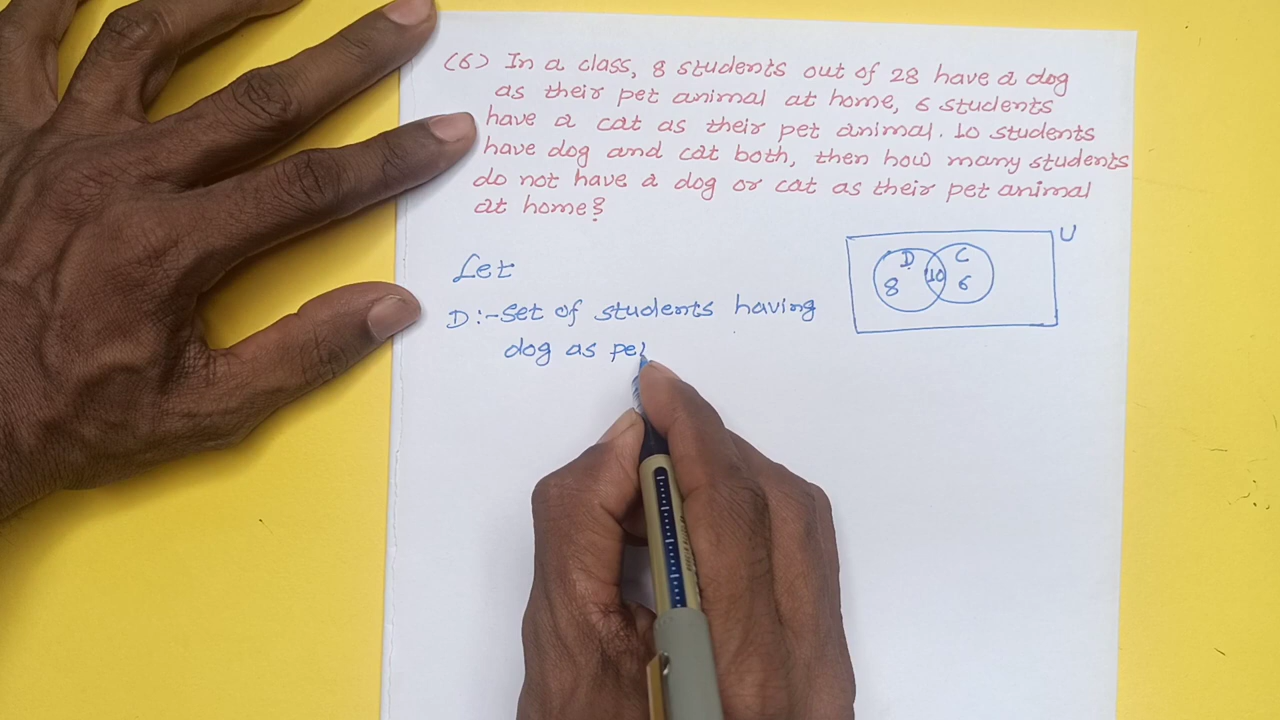 (6) In a class, 8 students out of 28 have a dog
as their pet animal at home, 6 students
have a cat as their pet animal. 10 students
have dog and cat both, then how many students
do not have a dog or cat as their pet animal
at home?
U
D C
8 10 6
Let
D:- Set of students having
dog as pet